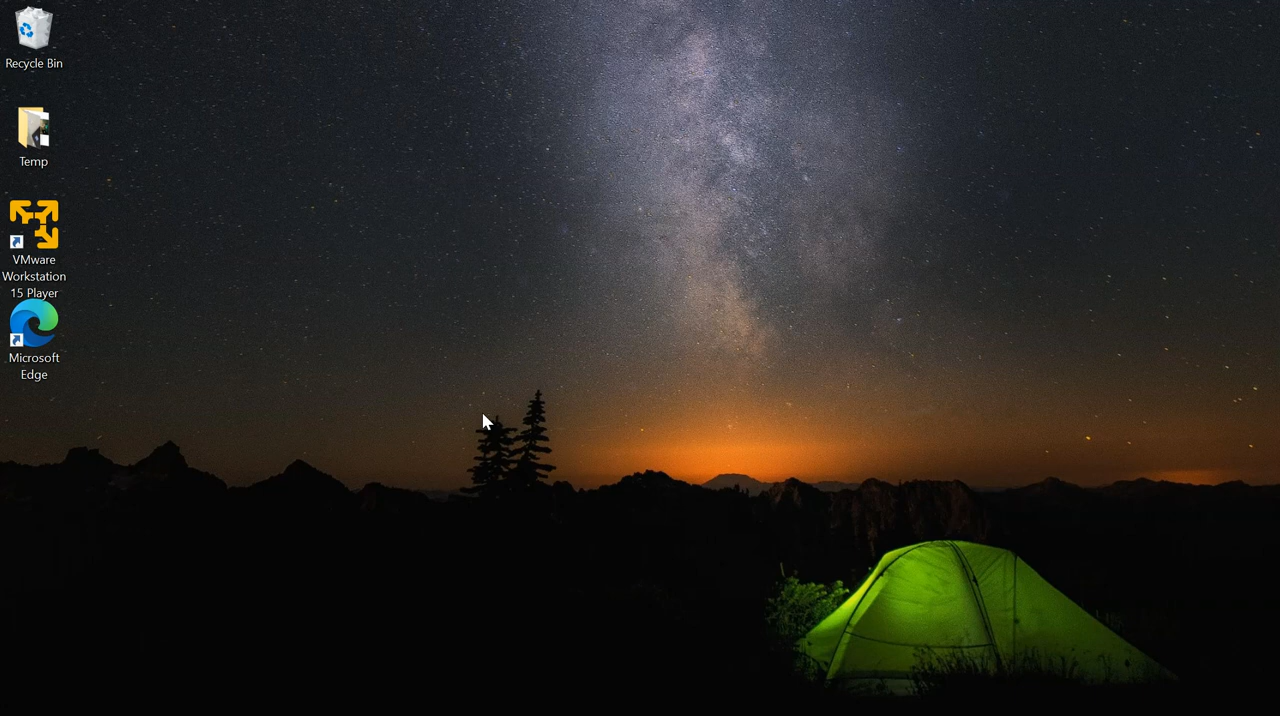 Recycle Bin
Temp
VMware
Workstation
15 Player
Microsoft
Edge